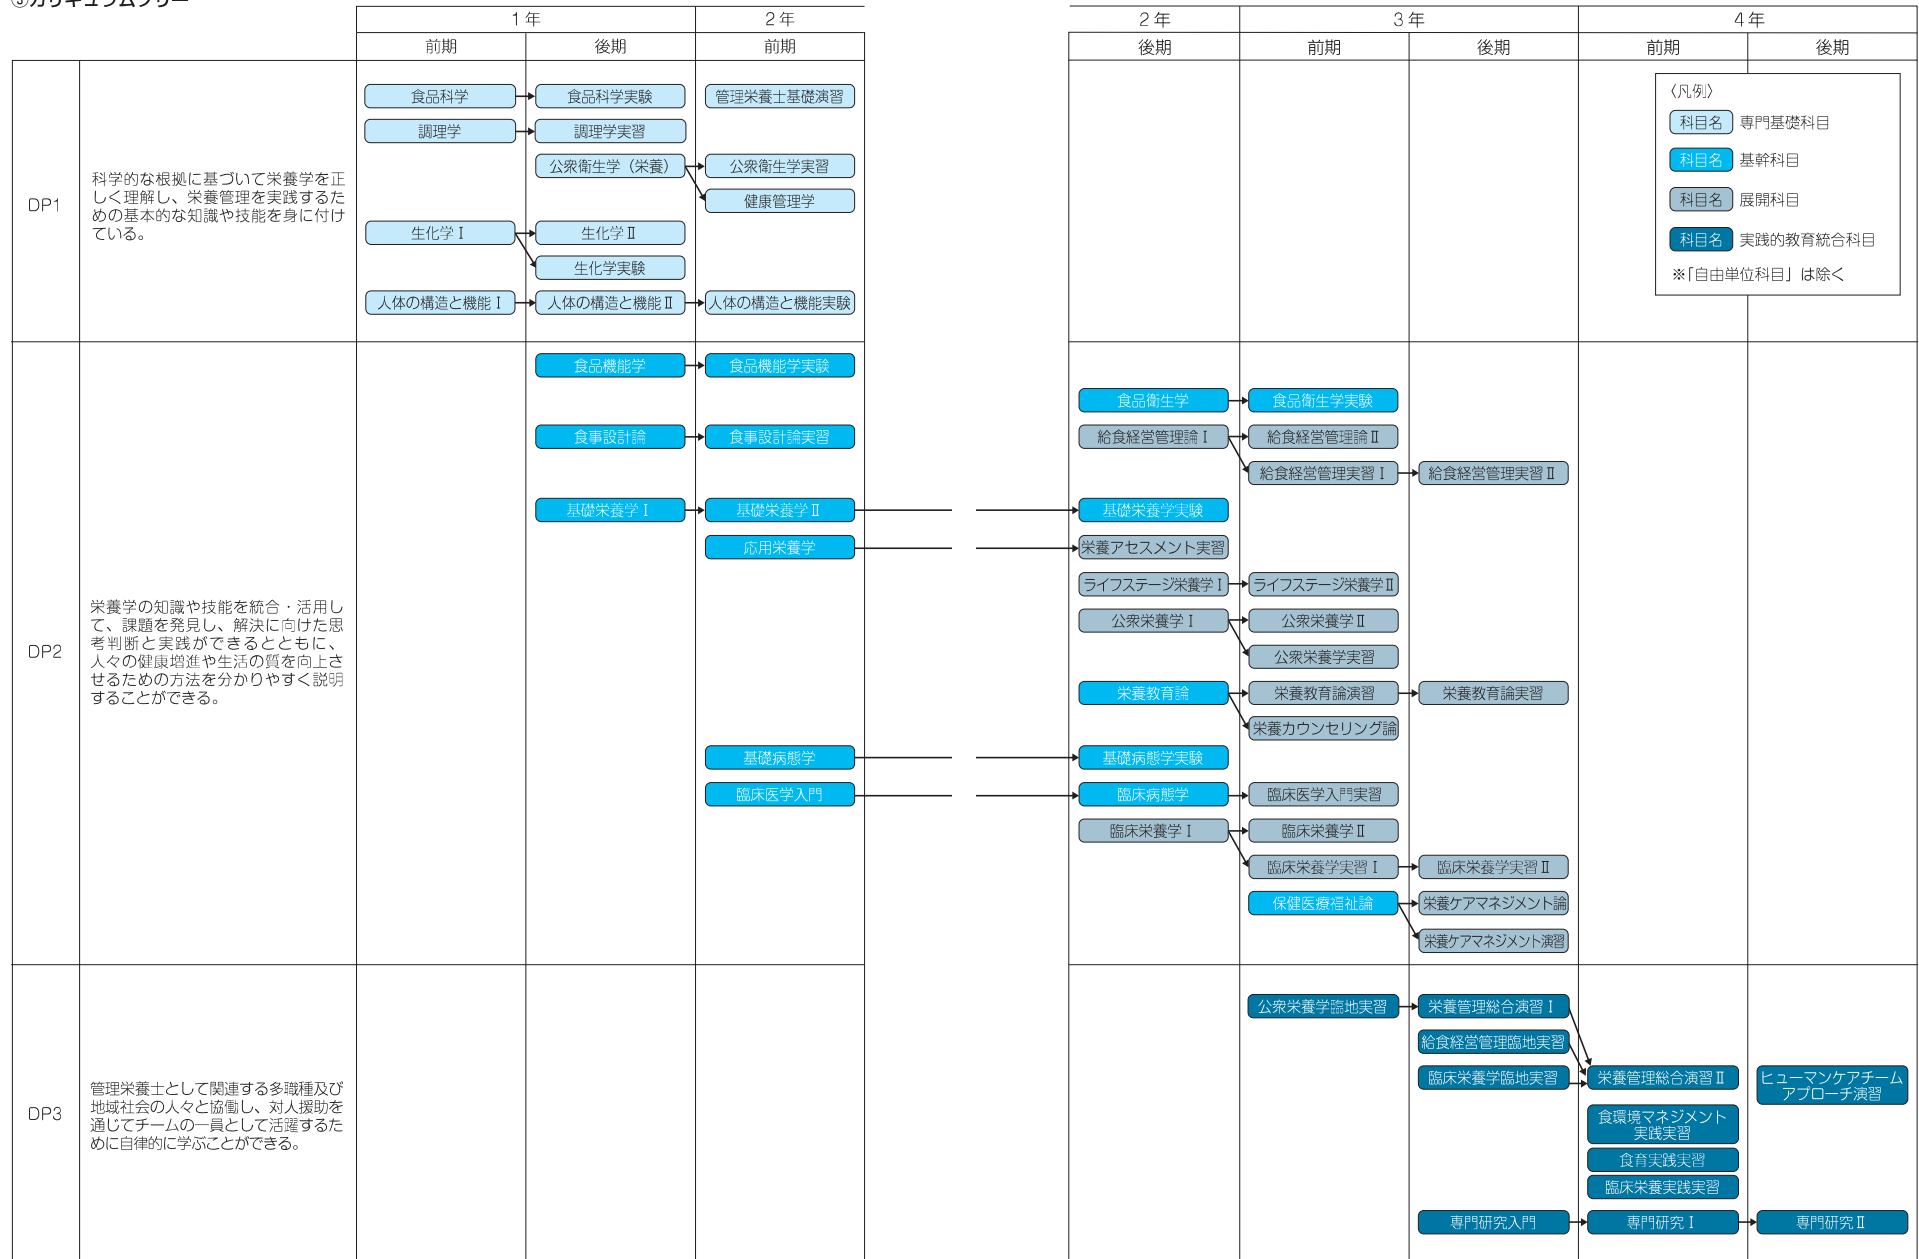 ③カリキュラムツリー
1年
2年
2年
3年
4年
前期
後期
前期
後期
前期
後期
前期
後期
DP1
科学的な根拠に基づいて栄養学を正
しく理解し、栄養管理を実践するた
めの基本的な知識や技能を身に付け
ている。
食品科学
食品科学実験
管理栄養士基礎演習
調理学
調理学実習
公衆衛生学（栄養）
公衆衛生学実習
健康管理学
生化学Ⅰ
生化学Ⅱ
生化学実験
人体の構造と機能Ⅰ
人体の構造と機能Ⅱ
人体の構造と機能実験
〈凡例〉
科目名 専門基礎科目
科目名 基幹科目
科目名 展開科目
科目名 実践的教育統合科目
※「自由単位科目」は除く
DP2
栄養学の知識や技能を統合・活用し
て、課題を発見し、解決に向けた思
考判断と実践ができるとともに、
人々の健康増進や生活の質を向上さ
せるための方法を分かりやすく説明
することができる。
食品機能学
食品機能学実験
食品衛生学
食品衛生学実験
食事設計論
食事設計論実習
給食経営管理論Ⅰ
給食経営管理論Ⅱ
給食経営管理実習Ⅰ
給食経営管理実習Ⅱ
基礎栄養学Ⅰ
基礎栄養学Ⅱ
基礎栄養学実験
応用栄養学
栄養アセスメント実習
ライフステージ栄養学Ⅰ
ライフステージ栄養学Ⅱ
公衆栄養学Ⅰ
公衆栄養学Ⅱ
公衆栄養学実習
栄養教育論
栄養教育論演習
栄養教育論実習
栄養カウンセリング論
基礎病態学
基礎病態学実験
臨床医学入門
臨床病態学
臨床医学入門実習
臨床栄養学Ⅰ
臨床栄養学Ⅱ
臨床栄養学実習Ⅰ
臨床栄養学実習Ⅱ
保健医療福祉論
栄養ケアマネジメント論
栄養ケアマネジメント演習
DP3
管理栄養士として関連する多職種及び
地域社会の人々と協働し、対人援助を
通じてチームの一員として活躍するた
めに自律的に学ぶことができる。
公衆栄養学臨地実習
栄養管理総合演習Ⅰ
給食経営管理臨地実習
臨床栄養学臨地実習
栄養管理総合演習Ⅱ
ヒューマンケアチーム
アプローチ演習
食環境マネジメント
実践実習
食育実践実習
臨床栄養実践実習
専門研究入門
専門研究Ⅰ
専門研究Ⅱ